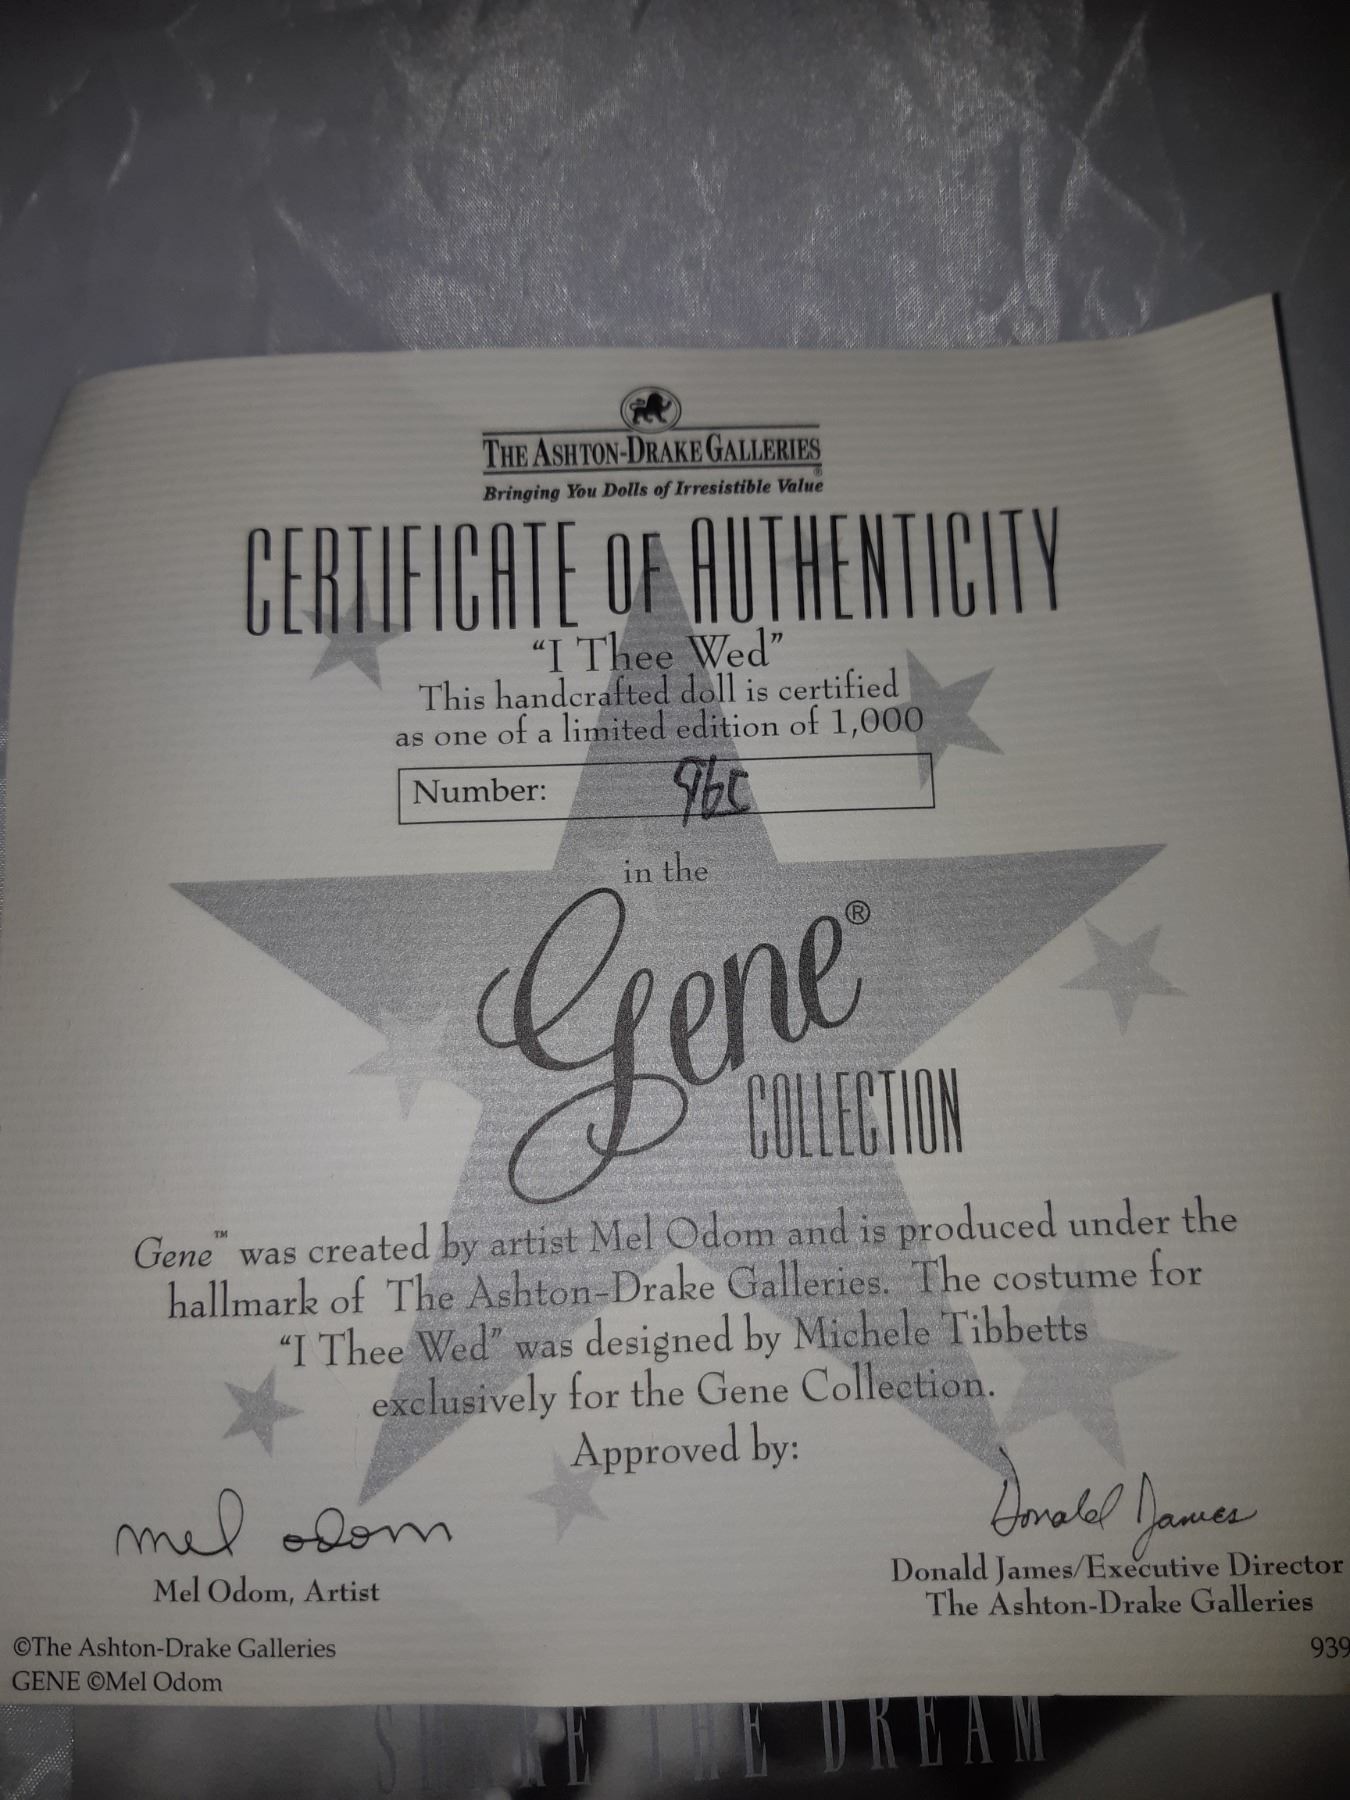 THE ASHTON-DRAKE GALLERIES
®
Bringing You Dolls of Irresistible Value
CERTIFICATE OF AUTHENTICITY
“I Thee Wed”
This handcrafted doll is certified
as one of a limited edition of 1,000
Number:
in the
Gene®
COLLECTION
Gene™ was created by artist Mel Odom and is produced under the
hallmark of The Ashton-Drake Galleries. The costume for
“I Thee Wed” was designed by Michele Tibbetts
exclusively for the Gene Collection.
Approved by:
mel odom
Donald James
Mel Odom, Artist
Donald James/Executive Director
The Ashton-Drake Galleries
©The Ashton-Drake Galleries
939
GENE ©Mel Odom
THE DREAM